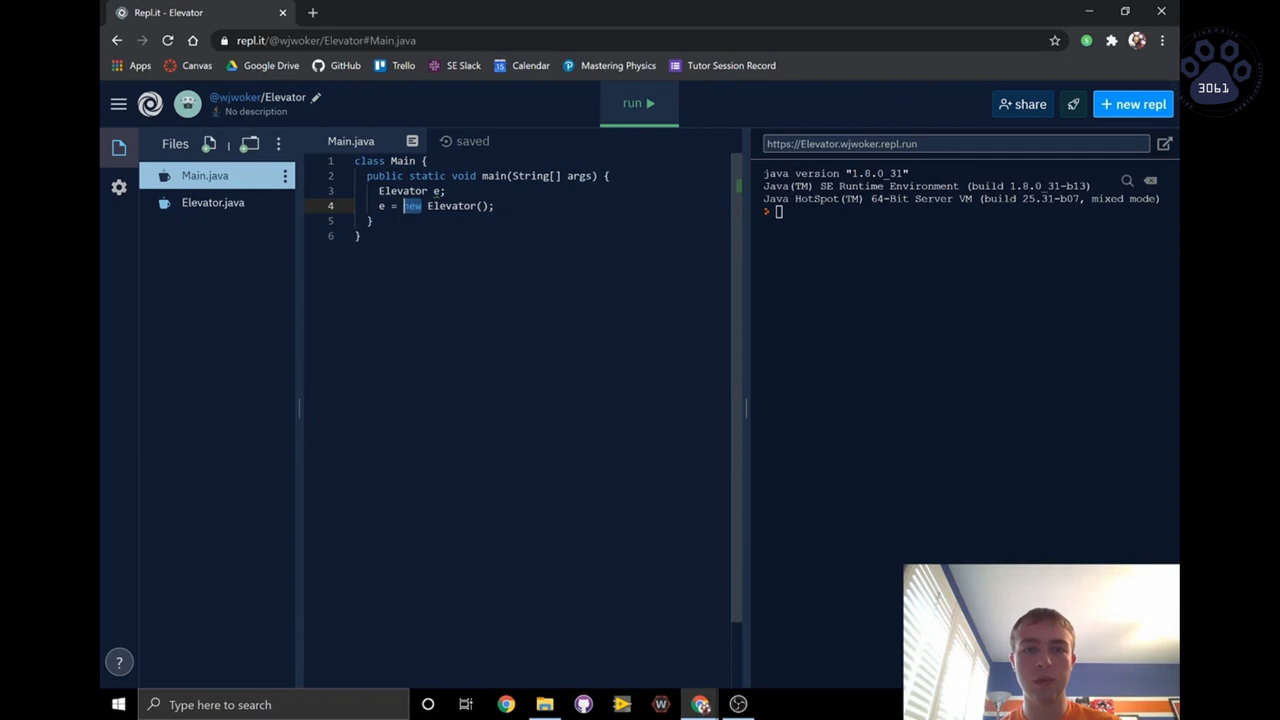 Repl.it - Elevator
repl.it/@wjwoker/Elevator#Main.java
Apps Canvas Google Drive GitHub Trello SE Slack Calendar Mastering Physics Tutor Session Record
3061
@wjwoker/Elevator
No description
run
share
+ new repl
Files
Main.java
Elevator.java
Main.java
saved
1 class Main {
2 public static void main(String[] args) {
3 Elevator e;
4 e = new Elevator();
5 }
6 }
https://Elevator.wjwoker.repl.run
java version "1.8.0_31"
Java(TM) SE Runtime Environment (build 1.8.0_31-b13)
Java HotSpot(TM) 64-Bit Server VM (build 25.31-b07, mixed mode)
>
?
Type here to search